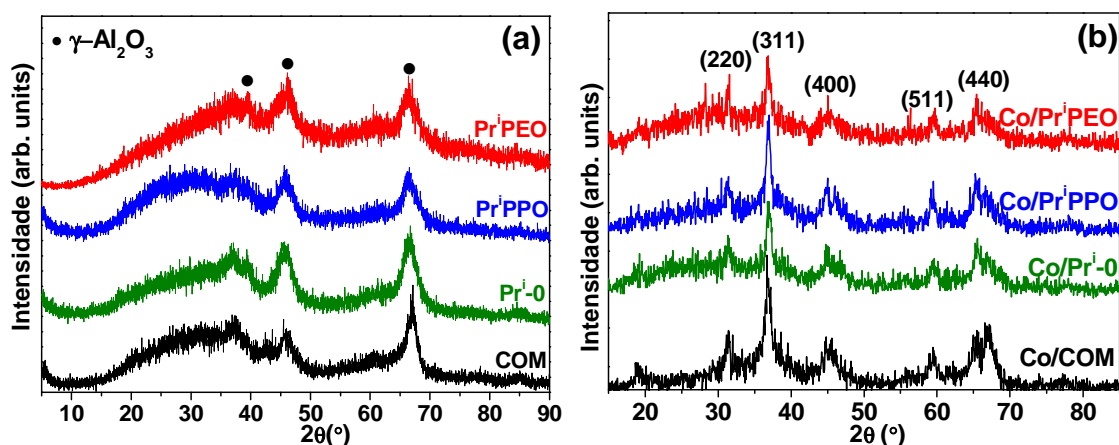 ● γ–Al₂O₃
(a)
PrⁱPEO
PrⁱPPO
Prⁱ-0
COM
Intensidade (arb. units)
10 20 30 40 50 60 70 80 90
2θ(°)
(b)
(220) (311) (400) (511) (440)
Co/PrⁱPEO
Co/PrⁱPPO
Co/Prⁱ-0
Co/COM
Intensidade (arb. units)
20 30 40 50 60 70 80
2θ (°)